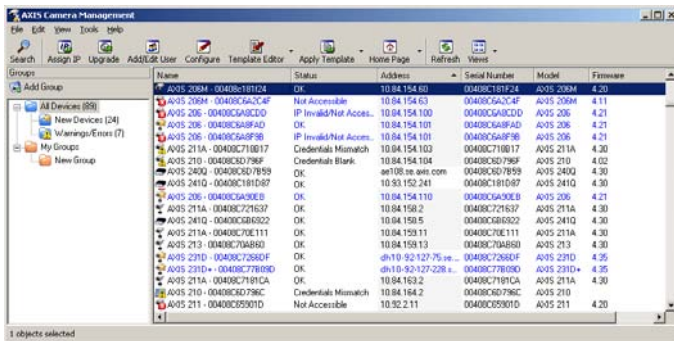 AXIS Camera Management
File Edit View Tools Help
Search Assign IP Upgrade Add/Edit User Configure Template Editor Apply Template Home Page Refresh Views
Groups
Add Group
All Devices (89)
New Devices (24)
Warnings/Errors (7)
My Groups
New Group
Name Status Address Serial Number Model Firmware
AXIS 206M - 00408C181F24 OK 10.84.154.60 00408C181F24 AXIS 206M 4.20
AXIS 206M - 00408C6A2C4F Not Accessible 10.84.154.63 00408C6A2C4F AXIS 206M 4.11
AXIS 206 - 00408C6A8CDD IP Invalid/Not Acces... 10.84.154.100 00408C6A8CDD AXIS 206 4.21
AXIS 206 - 00408C6A8FAD OK 10.84.154.101 00408C6A8FAD AXIS 206 4.21
AXIS 206 - 00408C6A8F9B IP Invalid/Not Acces... 10.84.154.101 00408C6A8F9B AXIS 206 4.21
AXIS 211A - 00408C718B17 Credentials Mismatch 10.84.154.103 00408C718B17 AXIS 211A 4.30
AXIS 210 - 00408C6D796F Credentials Blank 10.84.154.104 00408C6D796F AXIS 210 4.02
AXIS 240Q - 00408C6D7B59 OK ae108.se.axis.com 00408C6D7B59 AXIS 240Q 4.30
AXIS 241Q - 00408C181D87 OK 10.93.152.241 00408C181D87 AXIS 241Q 4.30
AXIS 206 - 00408C6A90EB OK 10.84.154.110 00408C6A90EB AXIS 206 4.21
AXIS 211A - 00408C721637 OK 10.84.158.2 00408C721637 AXIS 211A 4.30
AXIS 241Q - 00408C6B6922 OK 10.84.158.5 00408C6B6922 AXIS 241Q 4.30
AXIS 211A - 00408C70E111 OK 10.84.159.11 00408C70E111 AXIS 211A 4.30
AXIS 213 - 00408C70AB60 OK 10.84.159.13 00408C70AB60 AXIS 213 4.30
AXIS 231D - 00408C7266DF OK dh10-92-127-75.se.... 00408C7266DF AXIS 231D 4.35
AXIS 231D+ - 00408C77B09D OK dh10-92-127-228.s... 00408C77B09D AXIS 231D+ 4.35
AXIS 211A - 00408C7181CA OK 10.84.163.2 00408C7181CA AXIS 211A 4.30
AXIS 210 - 00408C6D796C Credentials Mismatch 10.84.164.2 00408C6D796C AXIS 210
AXIS 211 - 00408C65901D Not Accessible 10.92.2.11 00408C65901D AXIS 211 4.20
1 objects selected